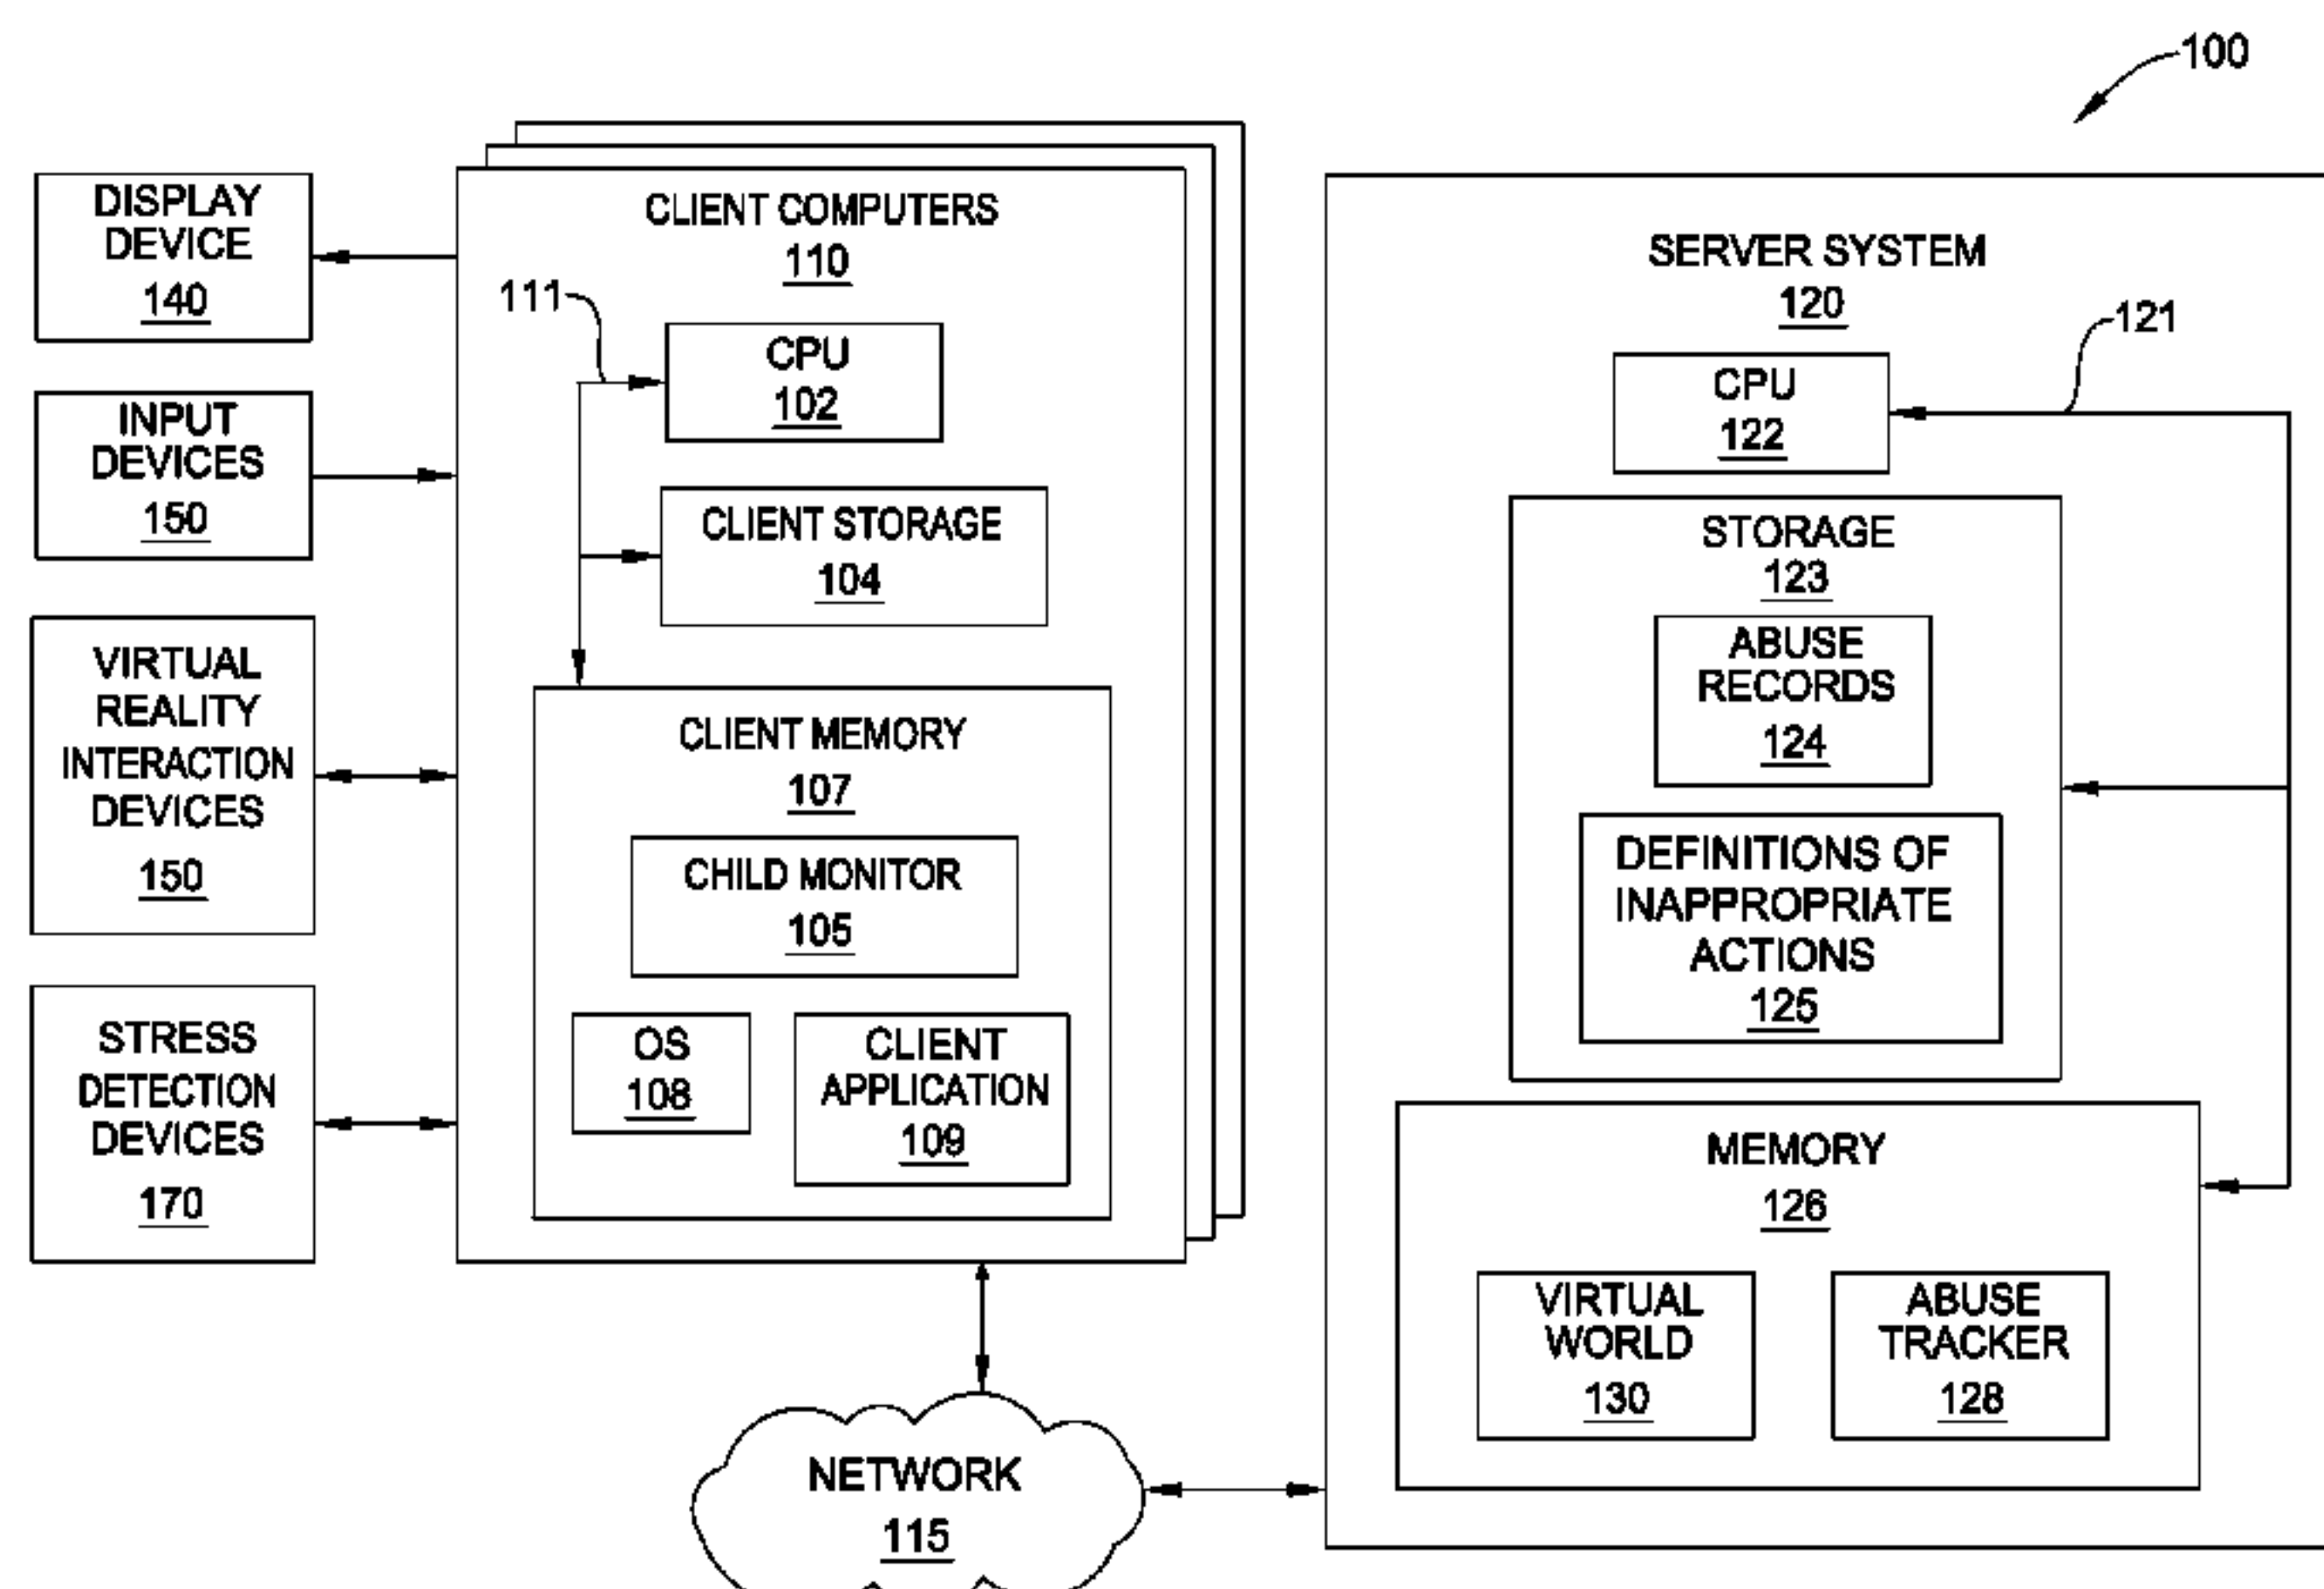 100
DISPLAY
DEVICE
140
INPUT
DEVICES
150
VIRTUAL
REALITY
INTERACTION
DEVICES
150
STRESS
DETECTION
DEVICES
170
CLIENT COMPUTERS
110
111
CPU
102
CLIENT STORAGE
104
CLIENT MEMORY
107
CHILD MONITOR
105
OS
108
CLIENT
APPLICATION
109
NETWORK
115
SERVER SYSTEM
120
121
CPU
122
STORAGE
123
ABUSE
RECORDS
124
DEFINITIONS OF
INAPPROPRIATE
ACTIONS
125
MEMORY
126
VIRTUAL
WORLD
130
ABUSE
TRACKER
128